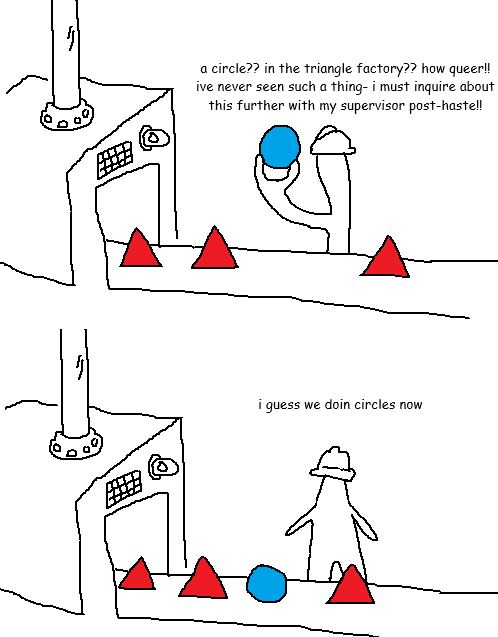 a circle?? in the triangle factory?? how queer!!
ive never seen such a thing- i must inquire about
this further with my supervisor post-haste!!
i guess we doin circles now